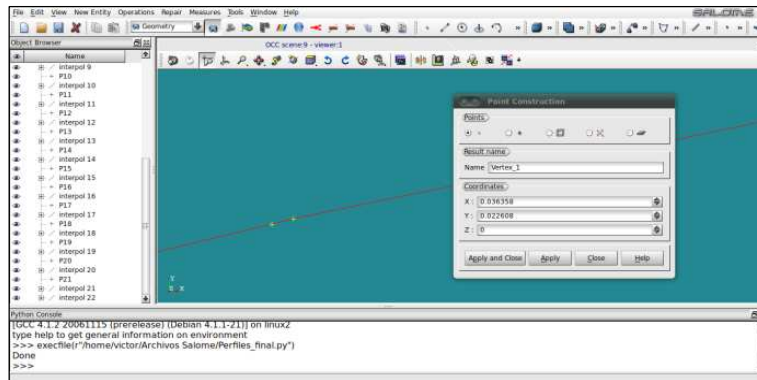 File Edit View New Entity Operations Repair Measures Tools Window Help
SALOME
Geometry
Object Browser
OCC scene:9 - viewer:1
Name
interpol 9
P10
interpol 10
P11
interpol 11
P12
interpol 12
P13
interpol 13
P14
interpol 14
P15
interpol 15
P16
interpol 16
P17
interpol 17
P18
interpol 18
P19
interpol 19
P20
interpol 20
P21
interpol 21
interpol 22
Point Construction
Points
Result name
Name Vertex_1
Coordinates
X : 0.036358
Y : 0.022608
Z : 0
Apply and Close Apply Close Help
Y
X
Python Console
[GCC 4.1.2 20061115 (prerelease) (Debian 4.1.1-21)] on linux2
type help to get general information on environment
>>> execfile(r"/home/victor/Archivos Salome/Perfiles_final.py")
Done
>>>